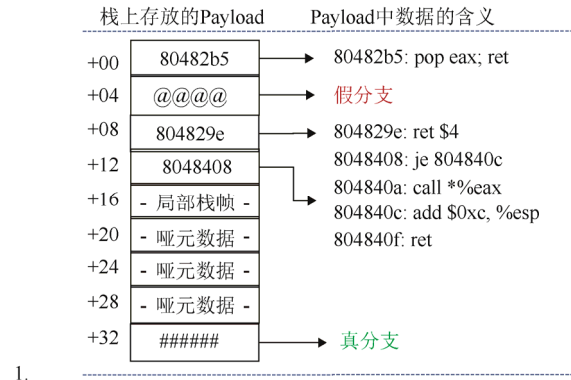 栈上存放的Payload Payload中数据的含义
+00 80482b5 80482b5: pop eax; ret
+04 @@@@ 假分支
+08 804829e 804829e: ret $4
+12 8048408 8048408: je 804840c
804840a: call *%eax
+16 - 局部栈帧 - 804840c: add $0xc, %esp
+20 - 哑元数据 - 804840f: ret
+24 - 哑元数据 -
+28 - 哑元数据 -
+32 ###### 真分支
1.